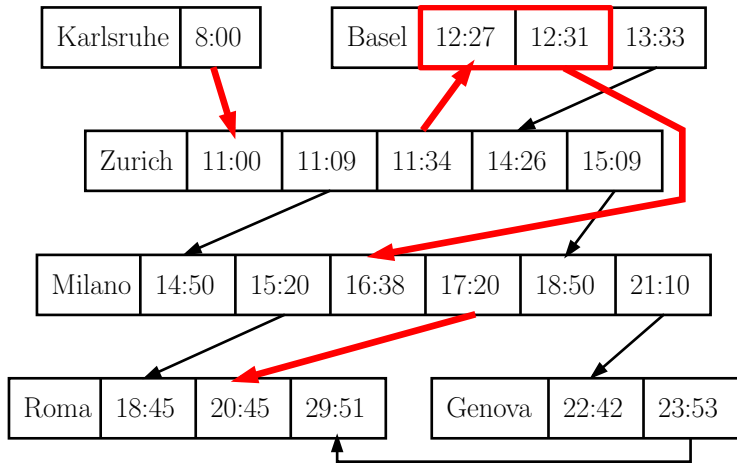 Karlsruhe 8:00 Basel 12:27 12:31 13:33
Zurich 11:00 11:09 11:34 14:26 15:09
Milano 14:50 15:20 16:38 17:20 18:50 21:10
Roma 18:45 20:45 29:51 Genova 22:42 23:53